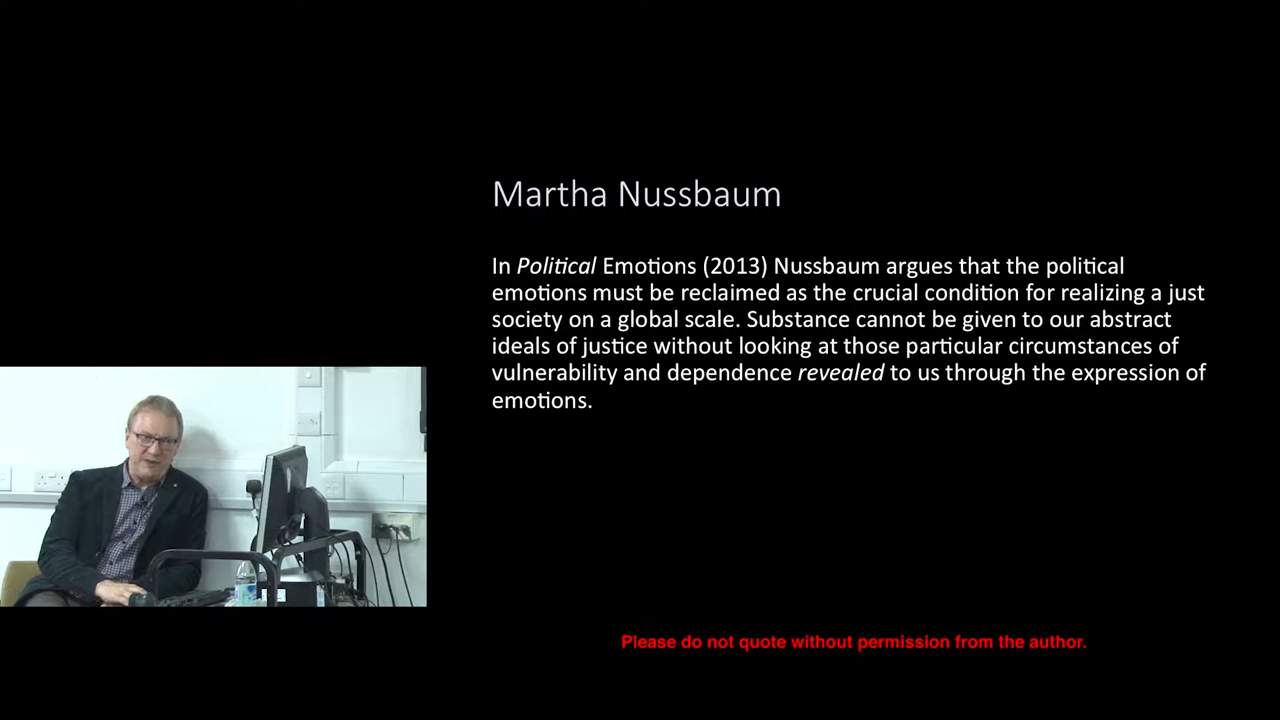 Martha Nussbaum
In Political Emotions (2013) Nussbaum argues that the political
emotions must be reclaimed as the crucial condition for realizing a just
society on a global scale. Substance cannot be given to our abstract
ideals of justice without looking at those particular circumstances of
vulnerability and dependence revealed to us through the expression of
emotions.
Please do not quote without permission from the author.